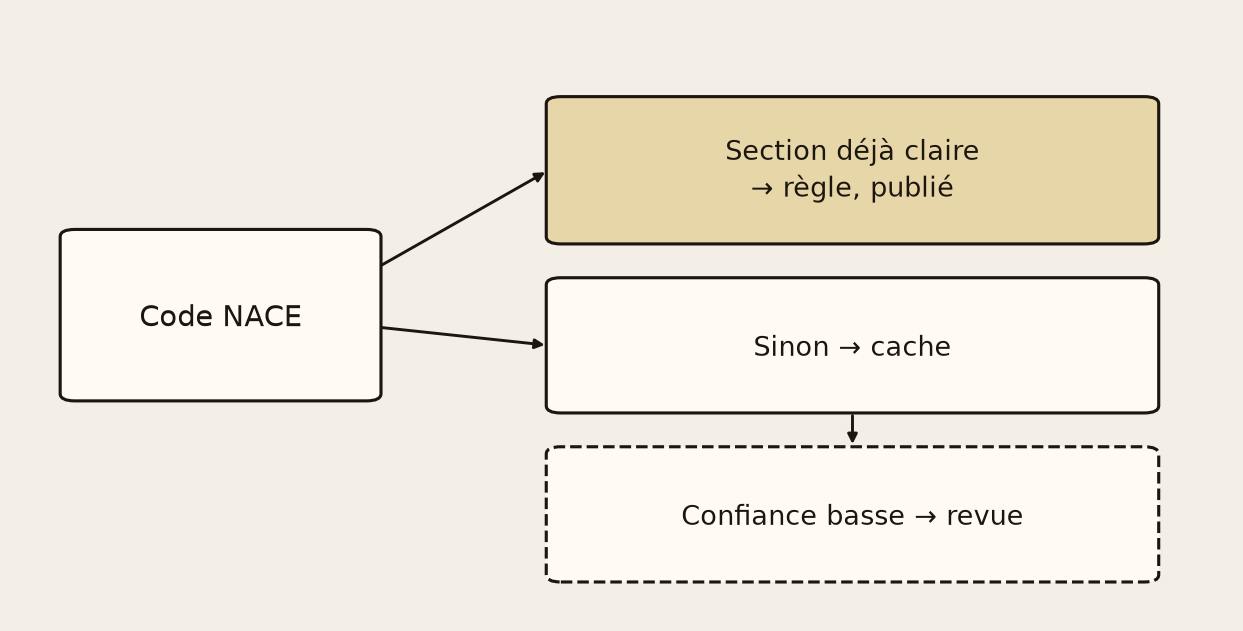 Code NACE
Section déjà claire
→ règle, publié
Sinon → cache
Confiance basse → revue